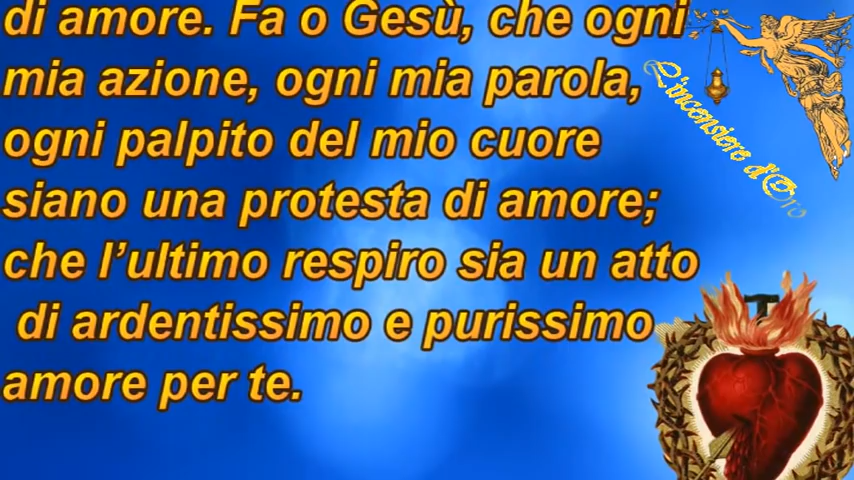 di amore. Fa o Gesù, che ogni
mia azione, ogni mia parola,
ogni palpito del mio cuore
siano una protesta di amore;
che l’ultimo respiro sia un atto
di ardentissimo e purissimo
amore per te.
L'incensiere d'Oro